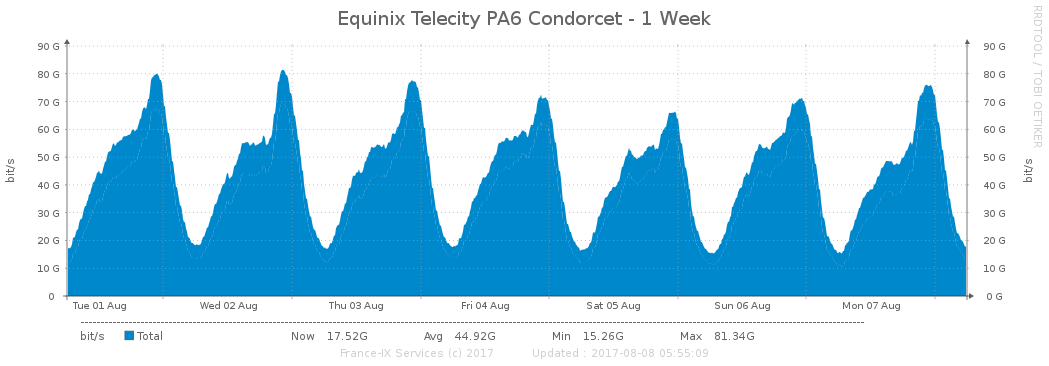 Equinix Telecity PA6 Condorcet - 1 Week
RRDTOOL / TOBI OETIKER
bit/s
90 G
80 G
70 G
60 G
50 G
40 G
30 G
20 G
10 G
0
90 G
80 G
70 G
60 G
50 G
40 G
30 G
20 G
10 G
0 G
bit/s
Tue 01 Aug Wed 02 Aug Thu 03 Aug Fri 04 Aug Sat 05 Aug Sun 06 Aug Mon 07 Aug
bit/s Total Now 17.52G Avg 44.92G Min 15.26G Max 81.34G
France-IX Services (c) 2017 Updated : 2017-08-08 05:55:09